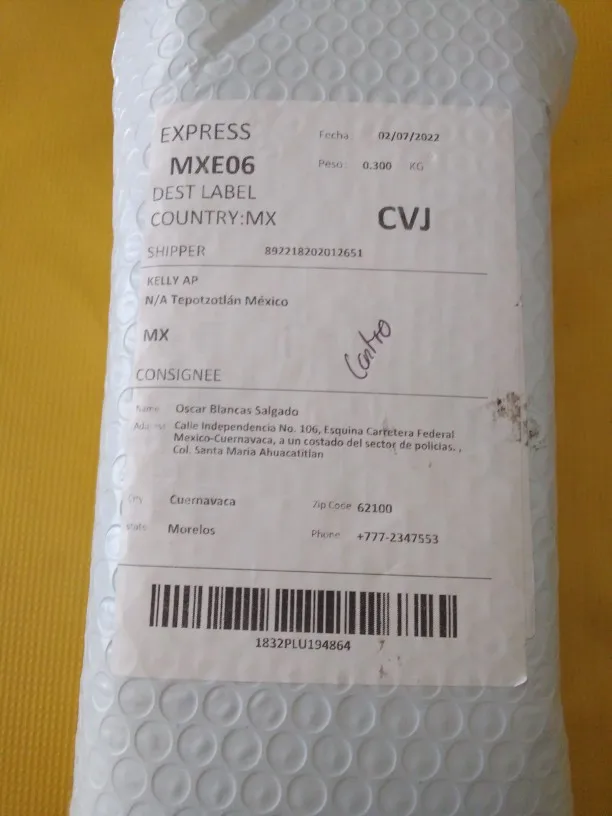 EXPRESS
Fecha 02/07/2022
MXE06
Peso: 0.300 KG
DEST LABEL
COUNTRY:MX
CVJ
SHIPPER 892218202012651
KELLY AP
N/A Tepotzotlán México
MX
CONSIGNEE
Name Oscar Blancas Salgado
Address Calle Independencia No. 106, Esquina Carretera Federal
Mexico-Cuernavaca, a un costado del sector de policias. ,
Col. Santa Maria Ahuacatitlan
City Cuernavaca
Zip Code 62100
state Morelos
Phone +777-2347553
1832PLU194864